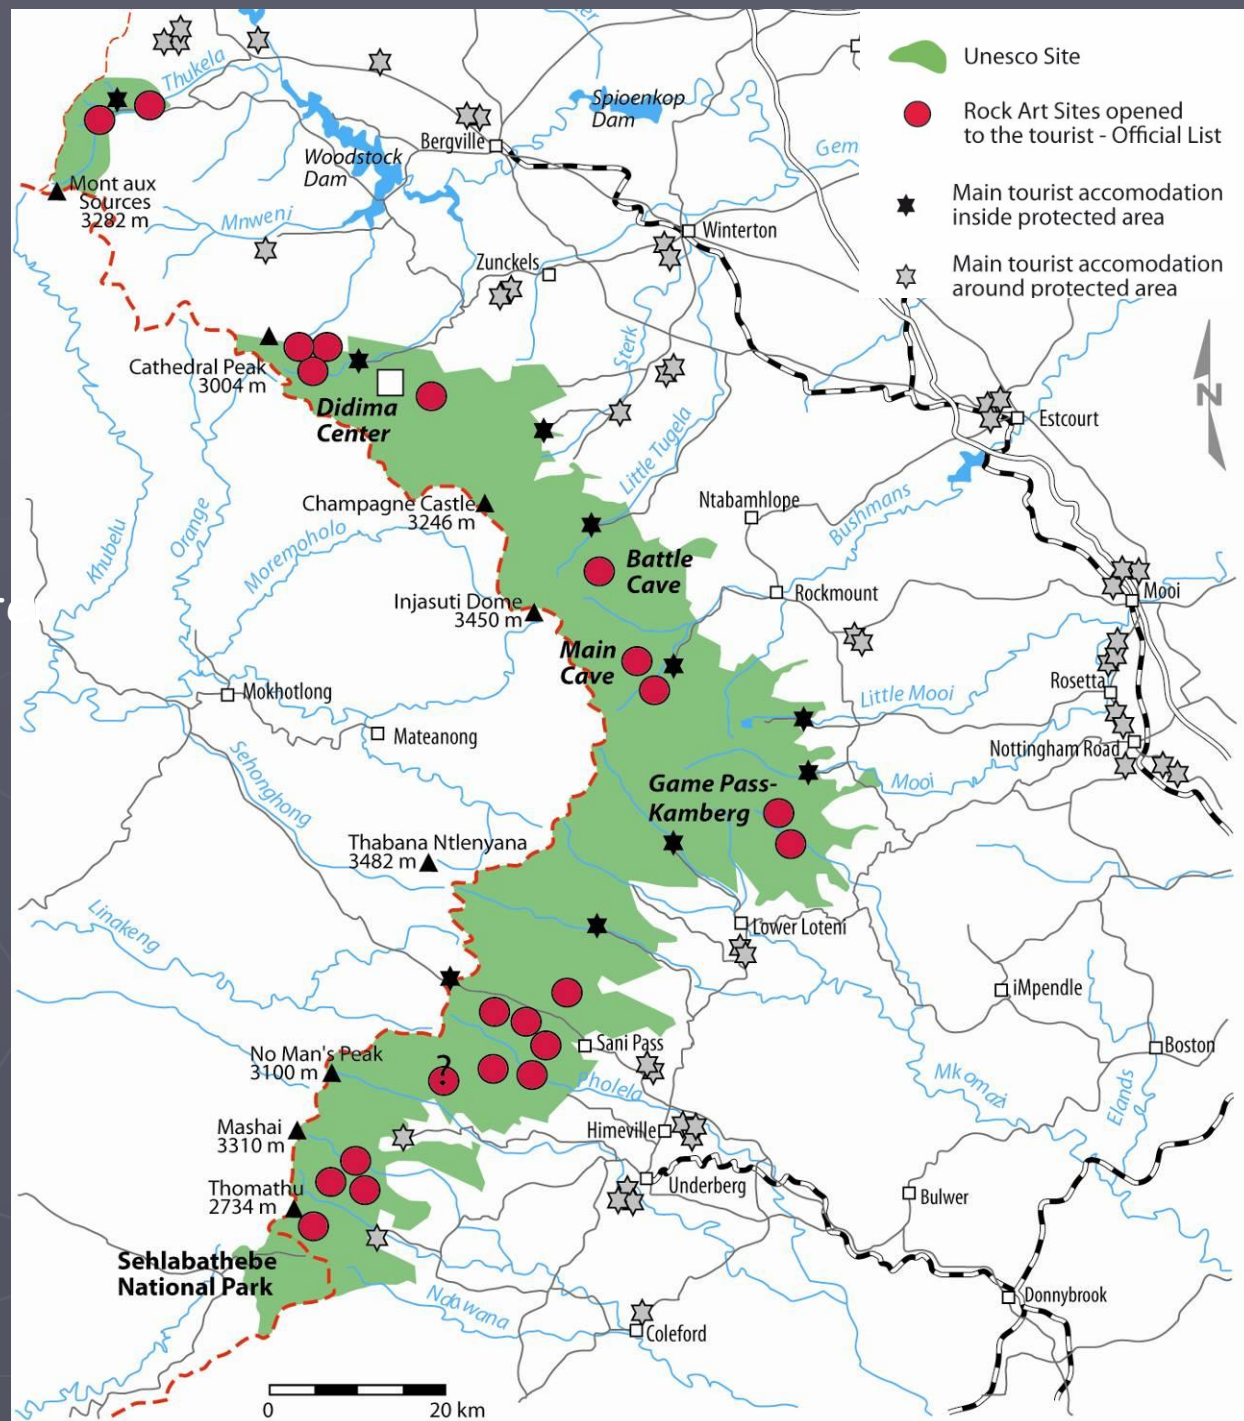 Unesco Site
Rock Art Sites opened
to the tourist - Official List
Main tourist accomodation
inside protected area
Main tourist accomodation
around protected area
N
Thukela
Spioenkop
Dam
Bergville
Woodstock
Dam
Gem
Mont aux
Sources
3282 m
Mnweni
Winterton
Zunckels
Sterk
Cathedral Peak
3004 m
Didima
Center
Estcourt
Little Tugela
Champagne Castle
3246 m
Ntabamhlope
Bushmans
Khubelu
Orange
Moremoholo
Battle
Cave
Injasuti Dome
3450 m
Rockmount
Mooi
Main
Cave
Mokhotlong
Mateanong
Little Mooi
Rosetta
Nottingham Road
Sehonghong
Game Pass-
Kamberg
Mooi
Thabana Ntlenyana
3482 m
Linakeng
Lower Loteni
iMpendle
Sani Pass
Boston
No Man's Peak
3100 m
?
Pholela
Mkomazi
Elands
Mashai
3310 m
Himeville
Underberg
Thomathu
2734 m
Bulwer
Sehlabathebe
National Park
Ndawana
Donnybrook
Coleford
0 20 km